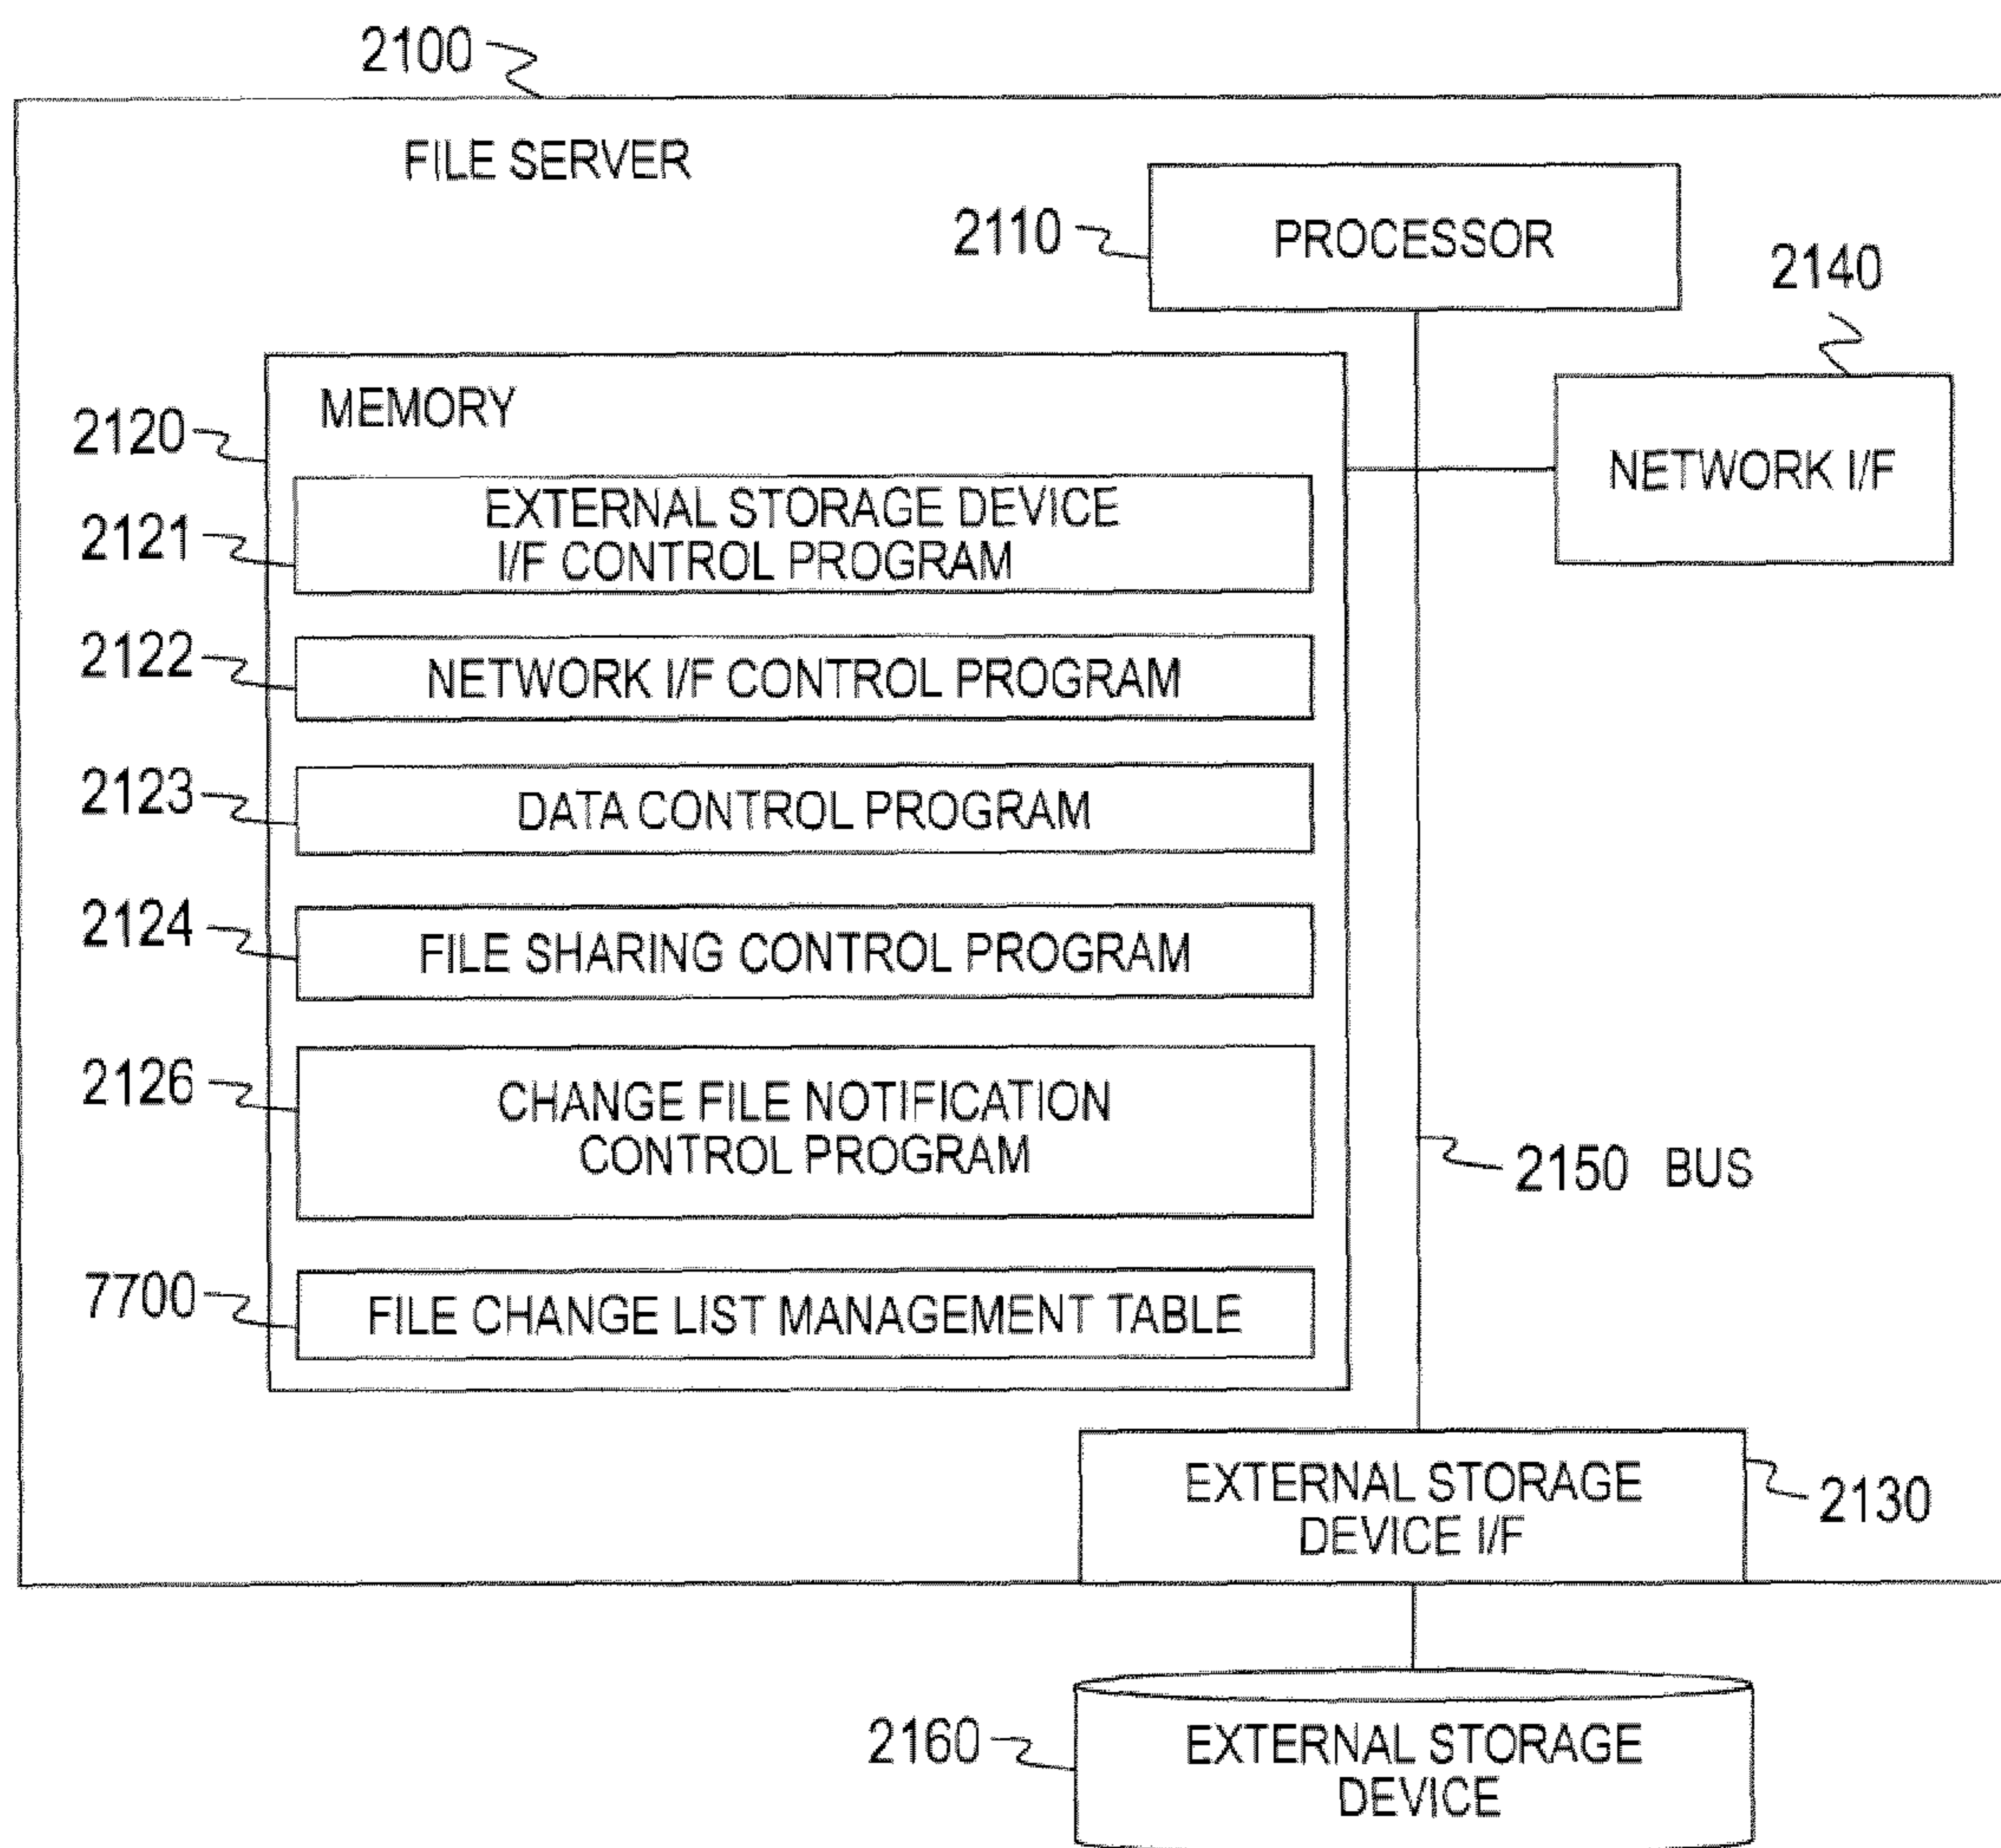 2100
FILE SERVER
2110
PROCESSOR
2140
NETWORK I/F
2120
MEMORY
2121
EXTERNAL STORAGE DEVICE
I/F CONTROL PROGRAM
2122
NETWORK I/F CONTROL PROGRAM
2123
DATA CONTROL PROGRAM
2124
FILE SHARING CONTROL PROGRAM
2126
CHANGE FILE NOTIFICATION
CONTROL PROGRAM
2150 BUS
7700
FILE CHANGE LIST MANAGEMENT TABLE
EXTERNAL STORAGE
DEVICE I/F
2130
2160
EXTERNAL STORAGE
DEVICE